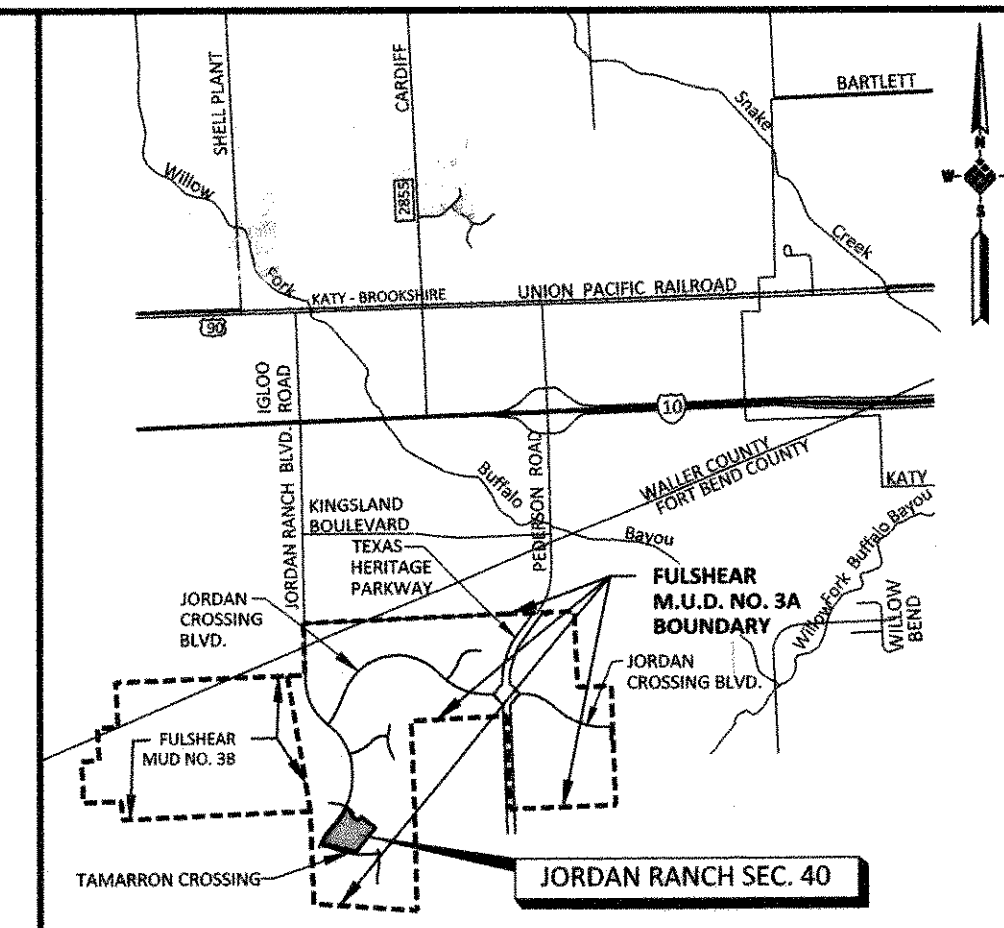 SHELL PLANT
CARDIFF
BARTLETT
Snake
Creek
N
W
S
Willow
Fork
2855
KATY - BROOKSHIRE
UNION PACIFIC RAILROAD
90
IGLOO
ROAD
10
JORDAN RANCH BLVD.
PEDERSON ROAD
WALLER COUNTY
FORT BEND COUNTY
KATY
Buffalo
Bayou
KINGSLAND
BOULEVARD
TEXAS
HERITAGE
PARKWAY
Willow Fork Buffalo Bayou
WILLOW
BEND
FULSHEAR
M.U.D. NO. 3A
BOUNDARY
JORDAN
CROSSING
BLVD.
JORDAN
CROSSING BLVD.
FULSHEAR
MUD NO. 3B
TAMARRON CROSSING
JORDAN RANCH SEC. 40